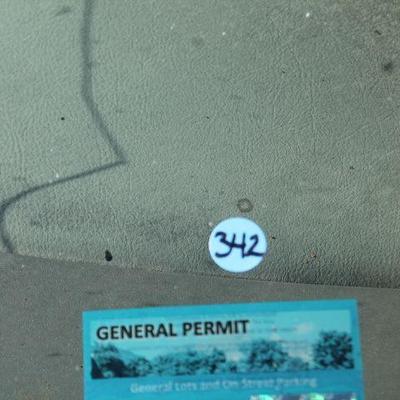 342
GENERAL PERMIT
General Lots and On Street Parking